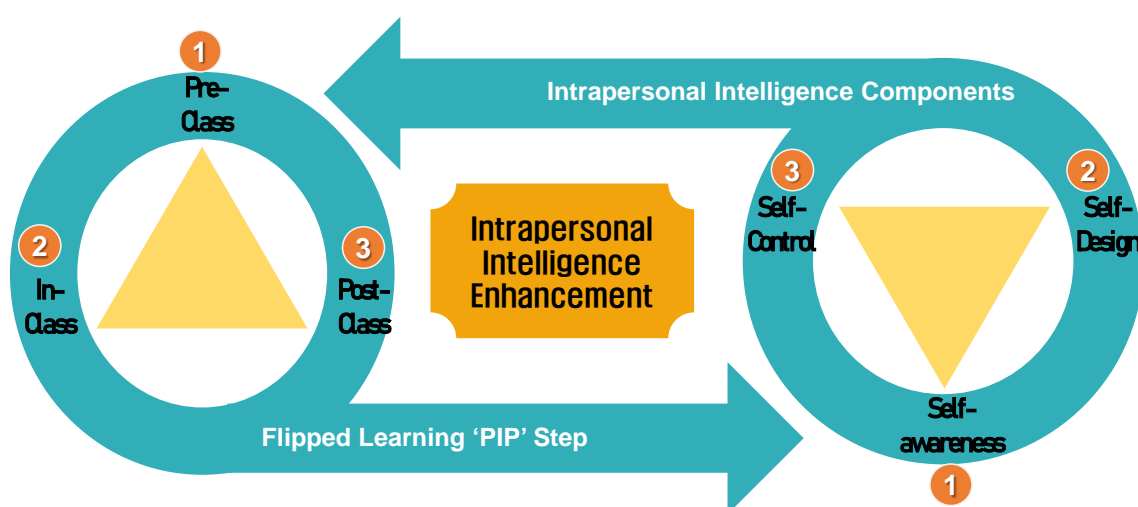 1
Pre-
Class
2
In-
Class
3
Post-
Class
Intrapersonal Intelligence Components
Intrapersonal
Intelligence
Enhancement
Flipped Learning ‘PIP’ Step
3
Self-
Control
2
Self-
Design
Self-
awareness
1